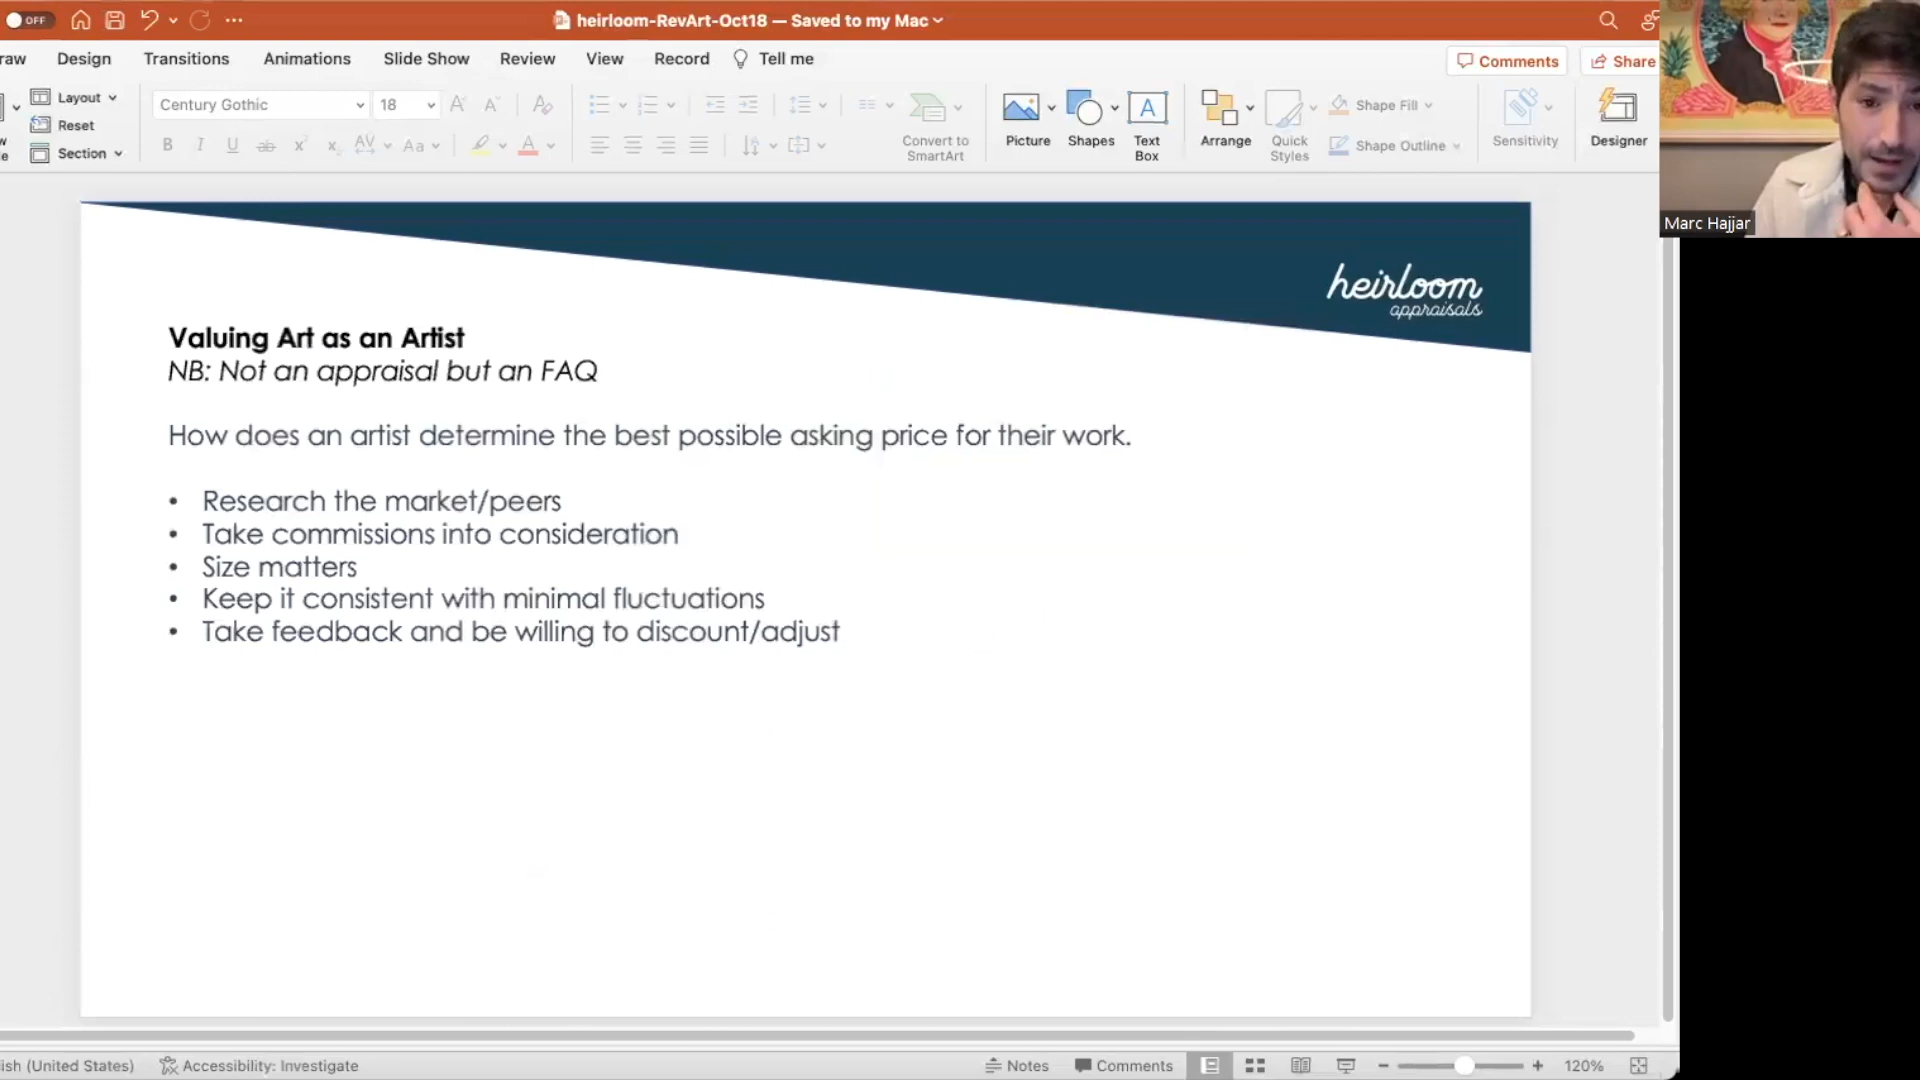 OFF
heirloom-RevArt-Oct18 — Saved to my Mac
raw Design Transitions Animations Slide Show Review View Record Tell me Comments Share
Layout
Reset
Section
Century Gothic 18
Convert to
SmartArt
Picture
Shapes
Text
Box
Arrange
Quick
Styles
Shape Fill
Shape Outline
Sensitivity
Designer
Marc Hajjar
heirloom
appraisals
Valuing Art as an Artist
NB: Not an appraisal but an FAQ
How does an artist determine the best possible asking price for their work.
• Research the market/peers
• Take commissions into consideration
• Size matters
• Keep it consistent with minimal fluctuations
• Take feedback and be willing to discount/adjust
ish (United States) Accessibility: Investigate Notes Comments 120%